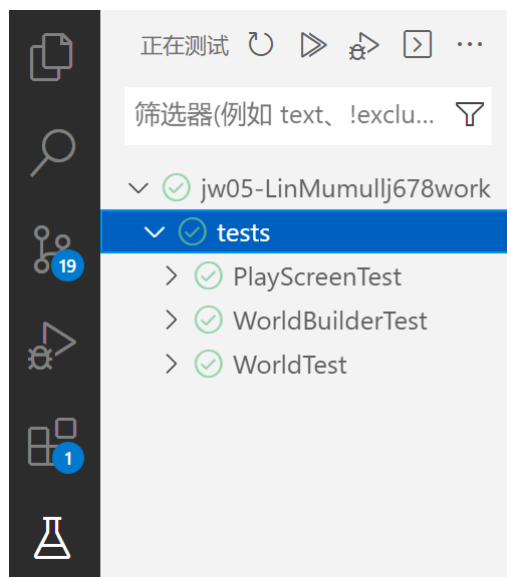 正在测试
筛选器(例如 text、!exclu...
jw05-LinMumullj678work
tests
19
PlayScreenTest
WorldBuilderTest
WorldTest
1